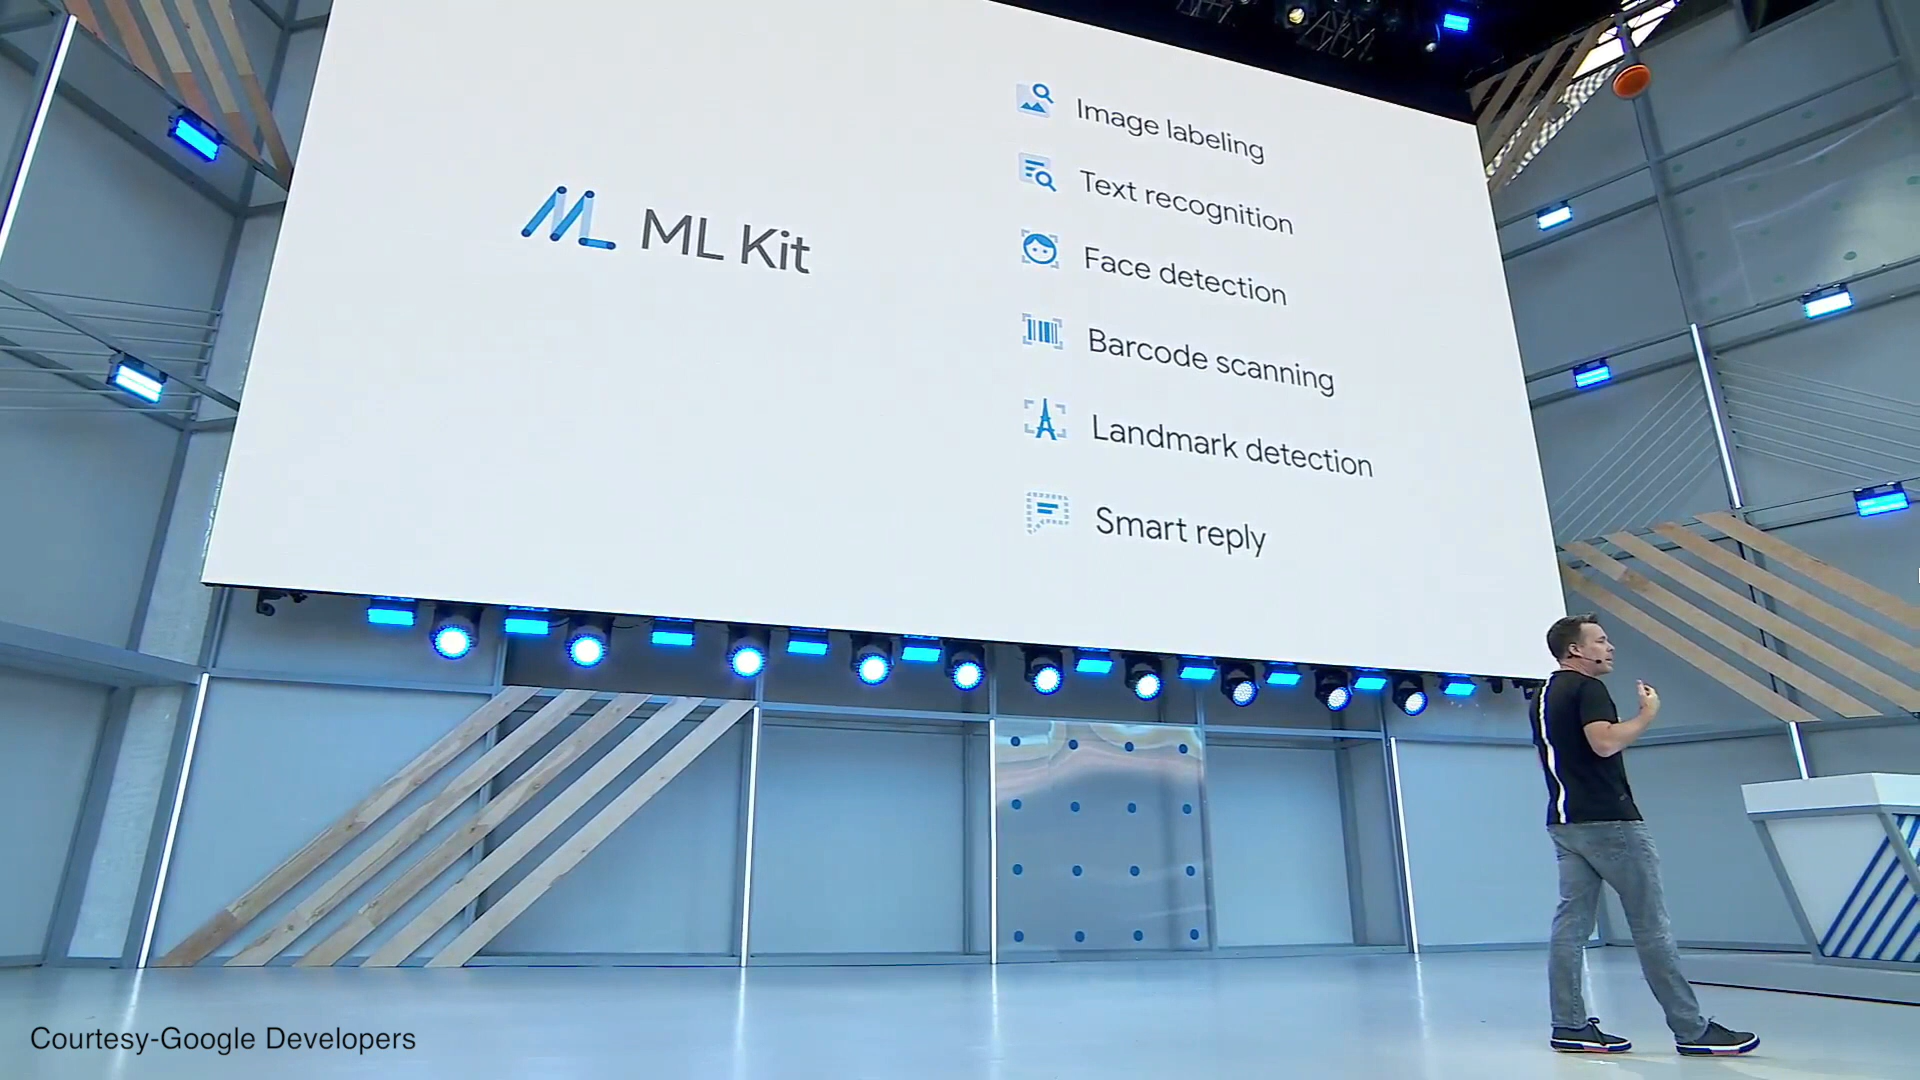 ML Kit
Image labeling
Text recognition
Face detection
Barcode scanning
Landmark detection
Smart reply
Courtesy-Google Developers